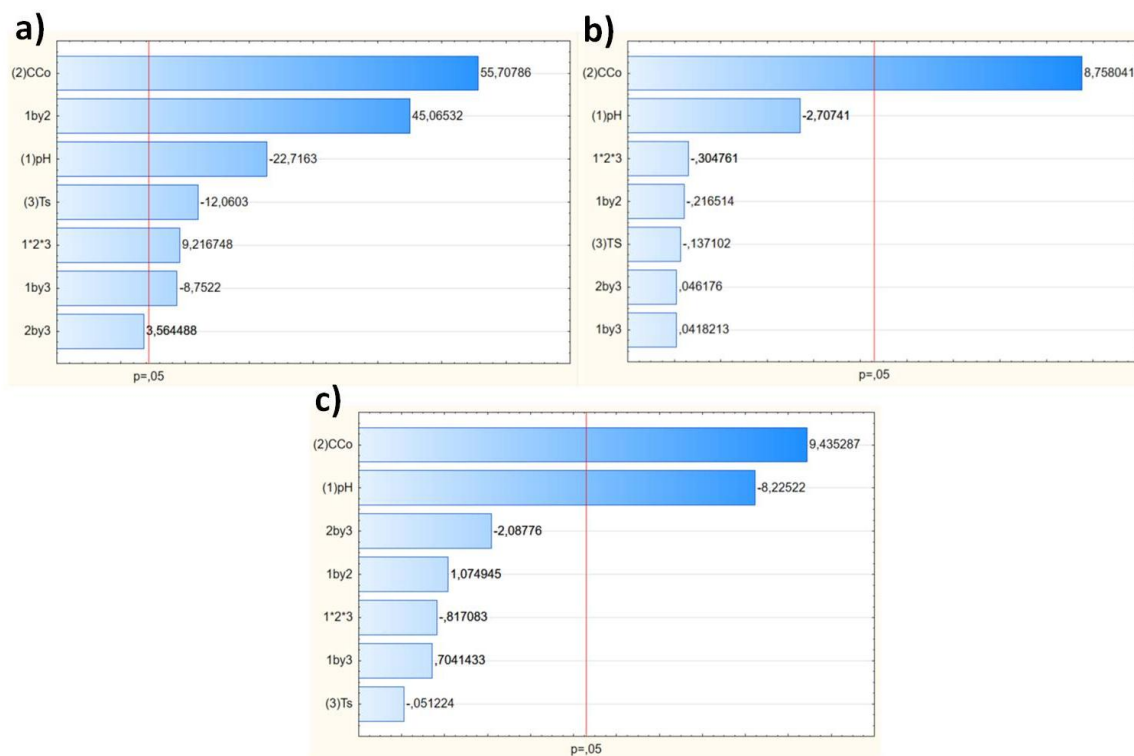 a)
(2)CCo 55,70786
1by2 45,06532
(1)pH -22,7163
(3)Ts -12,0603
1*2*3 9,216748
1by3 -8,7522
2by3 3,564488
p=,05
b)
(2)CCo 8,758041
(1)pH -2,70741
1*2*3 -,304761
1by2 -,216514
(3)TS -,137102
2by3 ,046176
1by3 ,0418213
p=,05
c)
(2)CCo 9,435287
(1)pH -8,22522
2by3 -2,08776
1by2 1,074945
1*2*3 -,817083
1by3 ,7041433
(3)Ts -,051224
p=,05